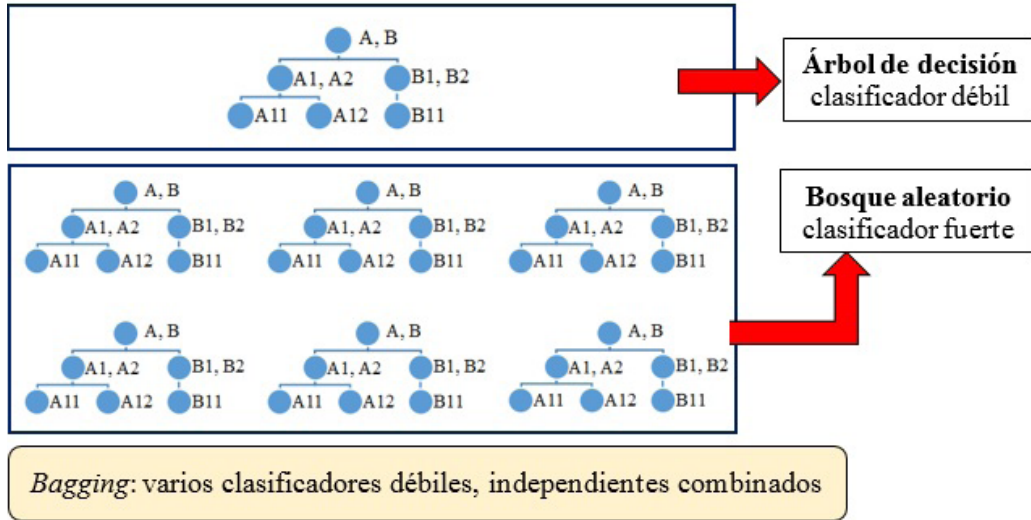 A, B
A1, A2 B1, B2
A11 A12 B11
Árbol de decisión
clasificador débil
A, B A, B A, B
A1, A2 B1, B2 A1, A2 B1, B2 A1, A2 B1, B2
A11 A12 B11 A11 A12 B11 A11 A12 B11
Bosque aleatorio
clasificador fuerte
A, B A, B A, B
A1, A2 B1, B2 A1, A2 B1, B2 A1, A2 B1, B2
A11 A12 B11 A11 A12 B11 A11 A12 B11
Bagging: varios clasificadores débiles, independientes combinados